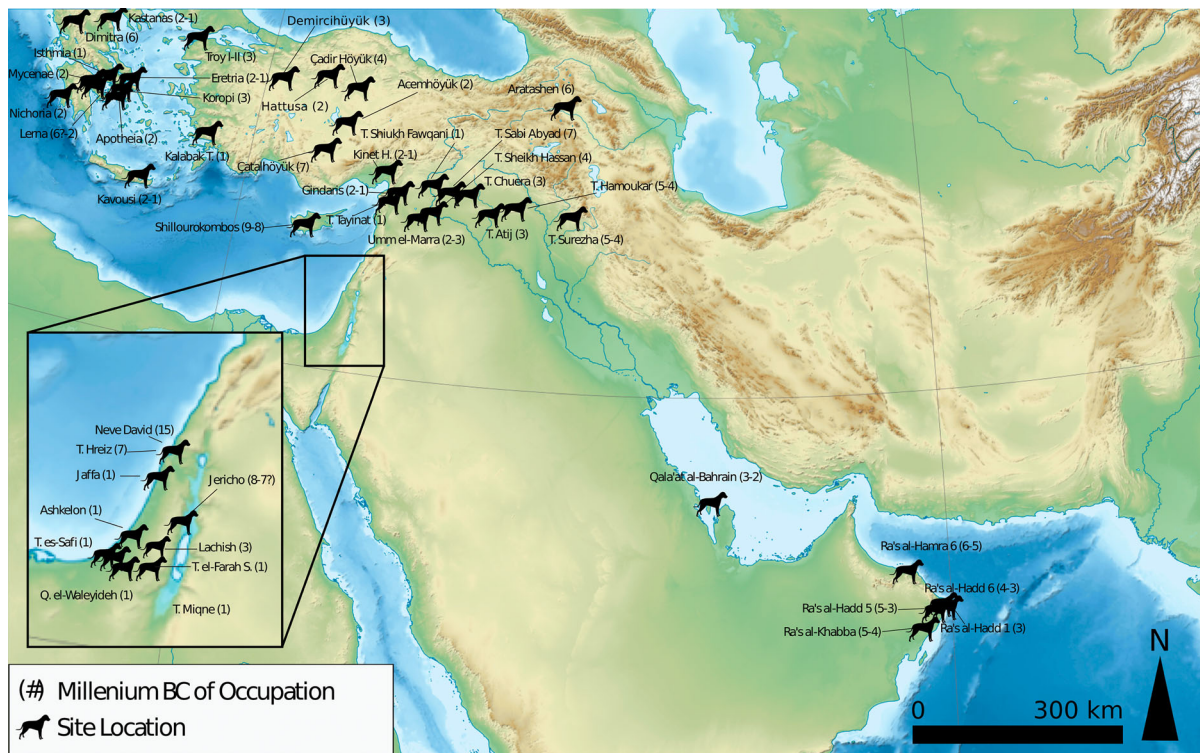 Kastanas (2-1)
Demircihüyük (3)
Dimitra (6)
Isthmia (1)
Troy I-II (3)
Çadir Höyük (4)
Mycenae (2)
Eretria (2-1)
Acemhöyük (2)
Aratashen (6)
Koropi (3)
Hattusa (2)
Nichoria (2)
Lerna (6?-2)
Apotheia (2)
T. Shiukh Fawqani (1)
T. Sabi Abyad (7)
Kalabak T. (1)
Çatalhöyük (7)
Kinet H. (2-1)
T. Sheikh Hassan (4)
Kavousi (2-1)
Gindaris (2-1)
T. Chuera (3)
T. Hamoukar (5-4)
Shillourokombos (9-8)
T. Tayinat (1)
Umm el-Marra (2-3)
T. Atij (3)
T. Surezha (5-4)
Neve David (15)
T. Hreiz (7)
Jaffa (1)
Jericho (8-7?)
Ashkelon (1)
T. es-Safi (1)
Lachish (3)
T. el-Farah S. (1)
Q. el-Waleyideh (1)
T. Miqne (1)
Qala'at al-Bahrain (3-2)
Ra's al-Hamra 6 (6-5)
Ra's al-Hadd 6 (4-3)
Ra's al-Hadd 5 (5-3)
Ra's al-Khabba (5-4)
Ra's al-Hadd 1 (3)
(#) Millenium BC of Occupation
Site Location
N
0 300 km